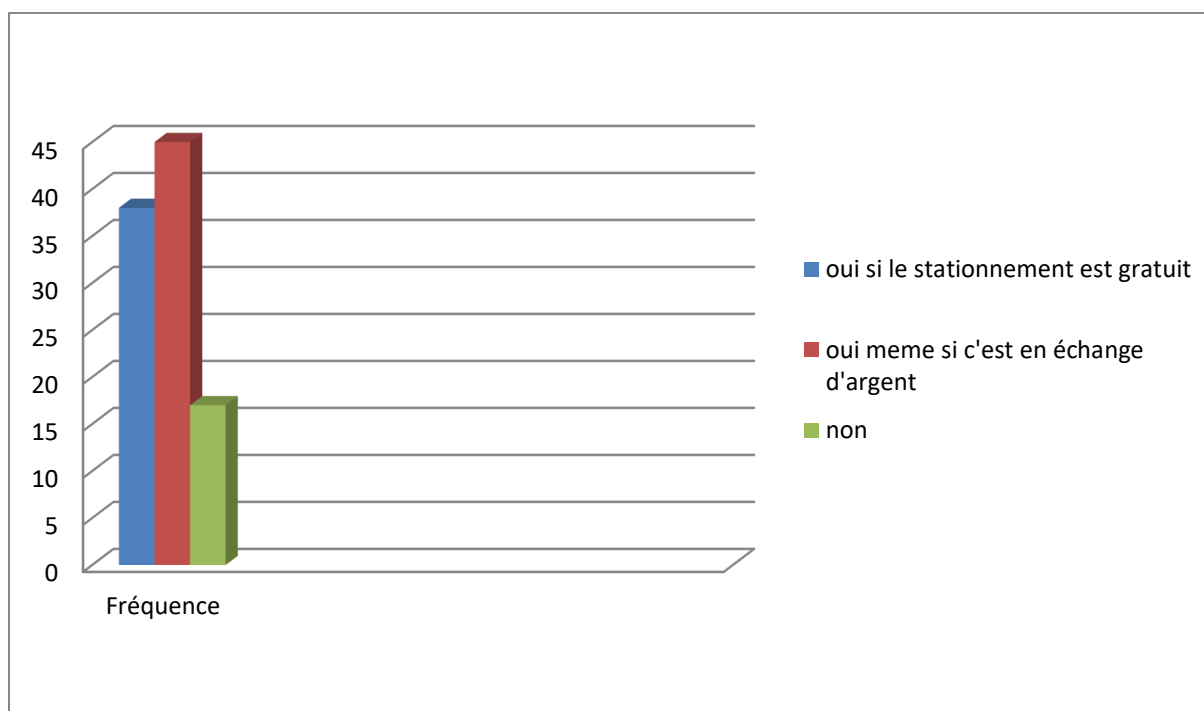 45
40
35
30
25
20
15
10
5
0
Fréquence
oui si le stationnement est gratuit
oui meme si c'est en échange
d'argent
non